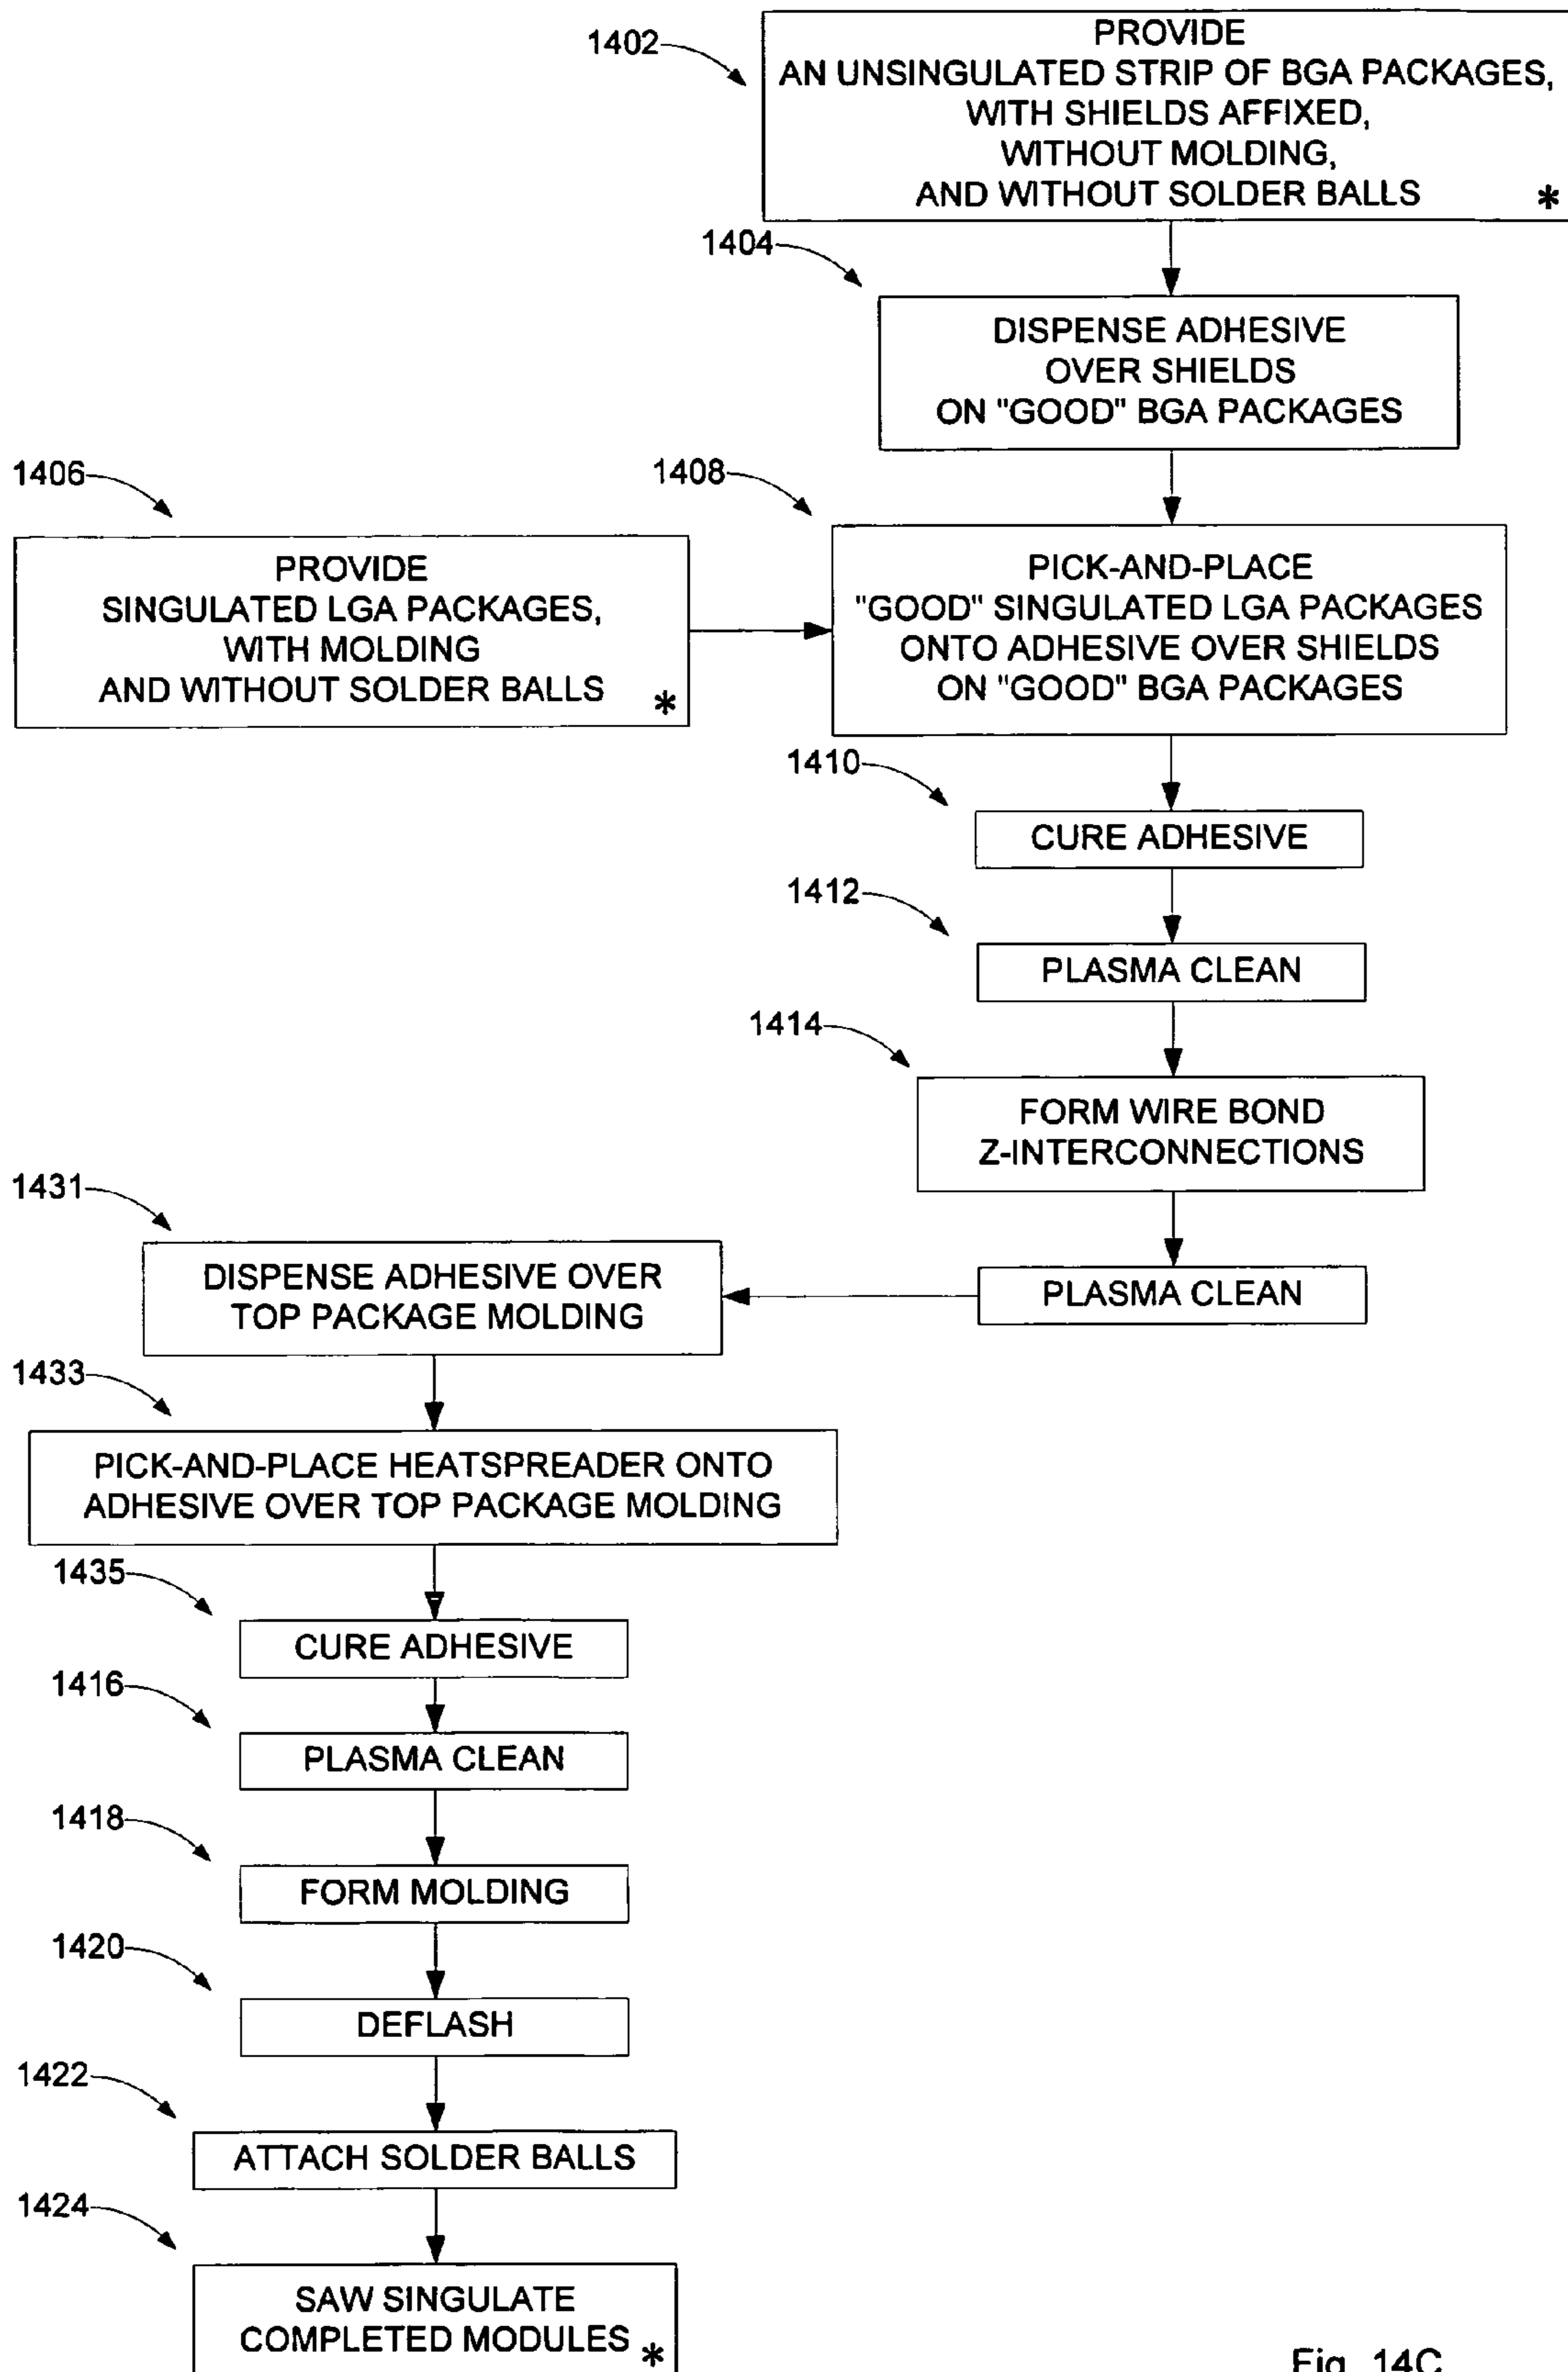 1402
PROVIDE
AN UNSINGULATED STRIP OF BGA PACKAGES,
WITH SHIELDS AFFIXED,
WITHOUT MOLDING,
AND WITHOUT SOLDER BALLS *
1404
DISPENSE ADHESIVE
OVER SHIELDS
ON "GOOD" BGA PACKAGES
1406
PROVIDE
SINGULATED LGA PACKAGES,
WITH MOLDING
AND WITHOUT SOLDER BALLS *
1408
PICK-AND-PLACE
"GOOD" SINGULATED LGA PACKAGES
ONTO ADHESIVE OVER SHIELDS
ON "GOOD" BGA PACKAGES
1410
CURE ADHESIVE
1412
PLASMA CLEAN
1414
FORM WIRE BOND
Z-INTERCONNECTIONS
PLASMA CLEAN
1431
DISPENSE ADHESIVE OVER
TOP PACKAGE MOLDING
1433
PICK-AND-PLACE HEATSPREADER ONTO
ADHESIVE OVER TOP PACKAGE MOLDING
1435
CURE ADHESIVE
1416
PLASMA CLEAN
1418
FORM MOLDING
1420
DEFLASH
1422
ATTACH SOLDER BALLS
1424
SAW SINGULATE
COMPLETED MODULES *
Fig. 14C